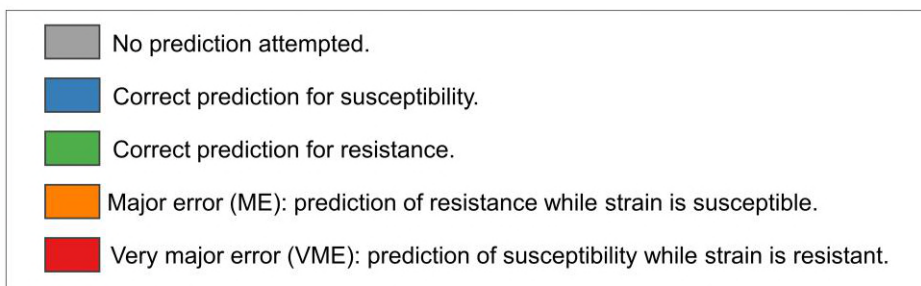 No prediction attempted.
Correct prediction for susceptibility.
Correct prediction for resistance.
Major error (ME): prediction of resistance while strain is susceptible.
Very major error (VME): prediction of susceptibility while strain is resistant.